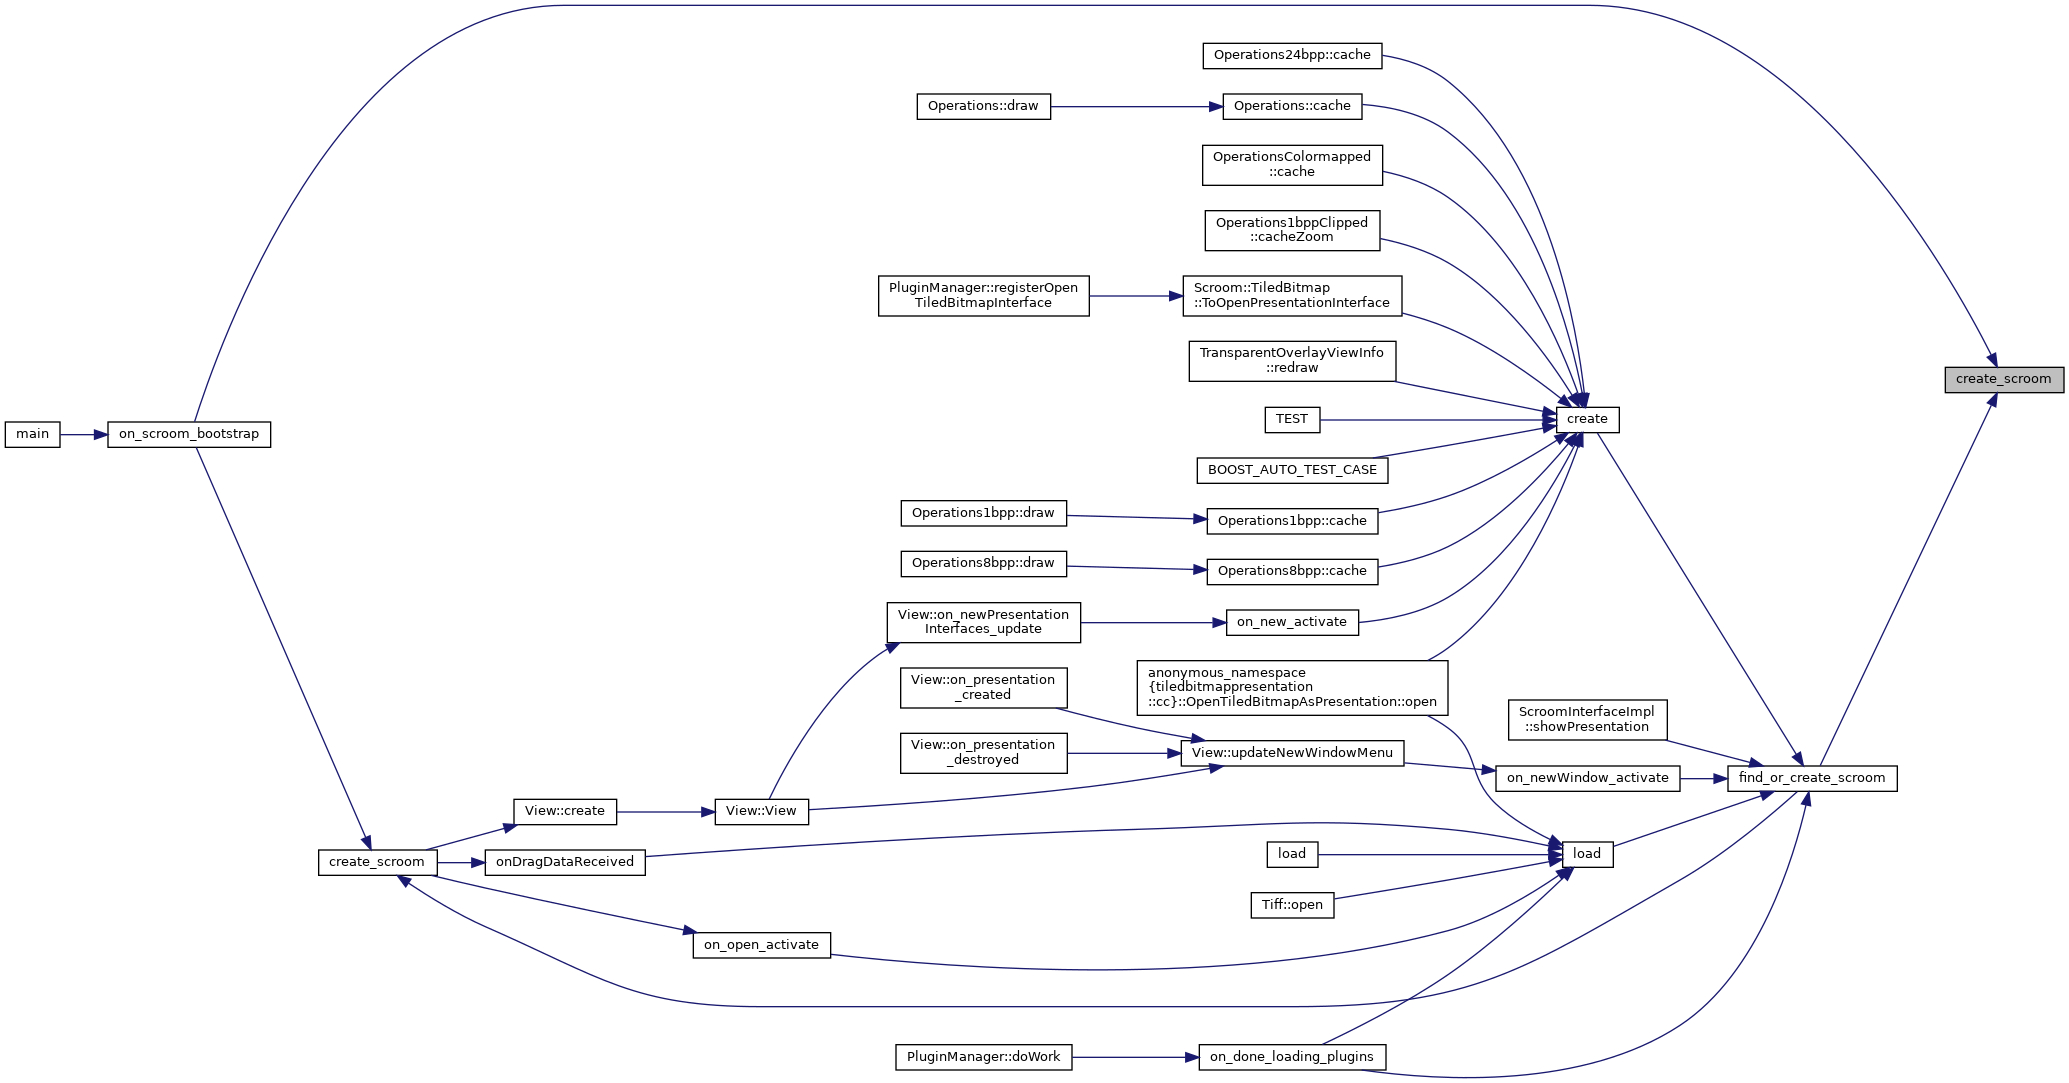 Operations24bpp::cache
Operations::draw
Operations::cache
OperationsColormapped
::cache
Operations1bppClipped
::cacheZoom
PluginManager::registerOpen
TiledBitmapInterface
Scroom::TiledBitmap
::ToOpenPresentationInterface
TransparentOverlayViewInfo
::redraw
create_scroom
TEST
create
main
on_scroom_bootstrap
BOOST_AUTO_TEST_CASE
Operations1bpp::draw
Operations1bpp::cache
Operations8bpp::draw
Operations8bpp::cache
View::on_newPresentation
Interfaces_update
on_new_activate
View::on_presentation
_created
anonymous_namespace
{tiledbitmappresentation
::cc}::OpenTiledBitmapAsPresentation::open
ScroomInterfaceImpl
::showPresentation
View::on_presentation
_destroyed
View::updateNewWindowMenu
on_newWindow_activate
find_or_create_scroom
View::create
View::View
create_scroom
onDragDataReceived
load
load
Tiff::open
on_open_activate
PluginManager::doWork
on_done_loading_plugins